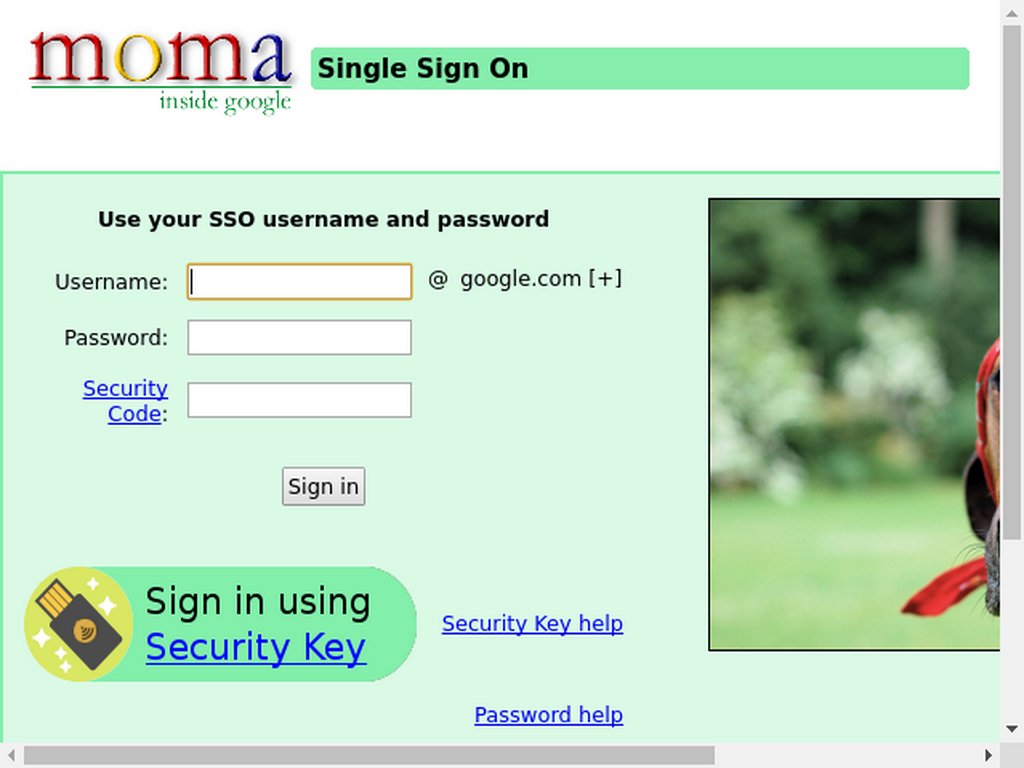 moma
inside google
Single Sign On
Use your SSO username and password
Username:
@ google.com [+]
Password:
Security
Code:
Sign in
Sign in using
Security Key
Security Key help
Password help